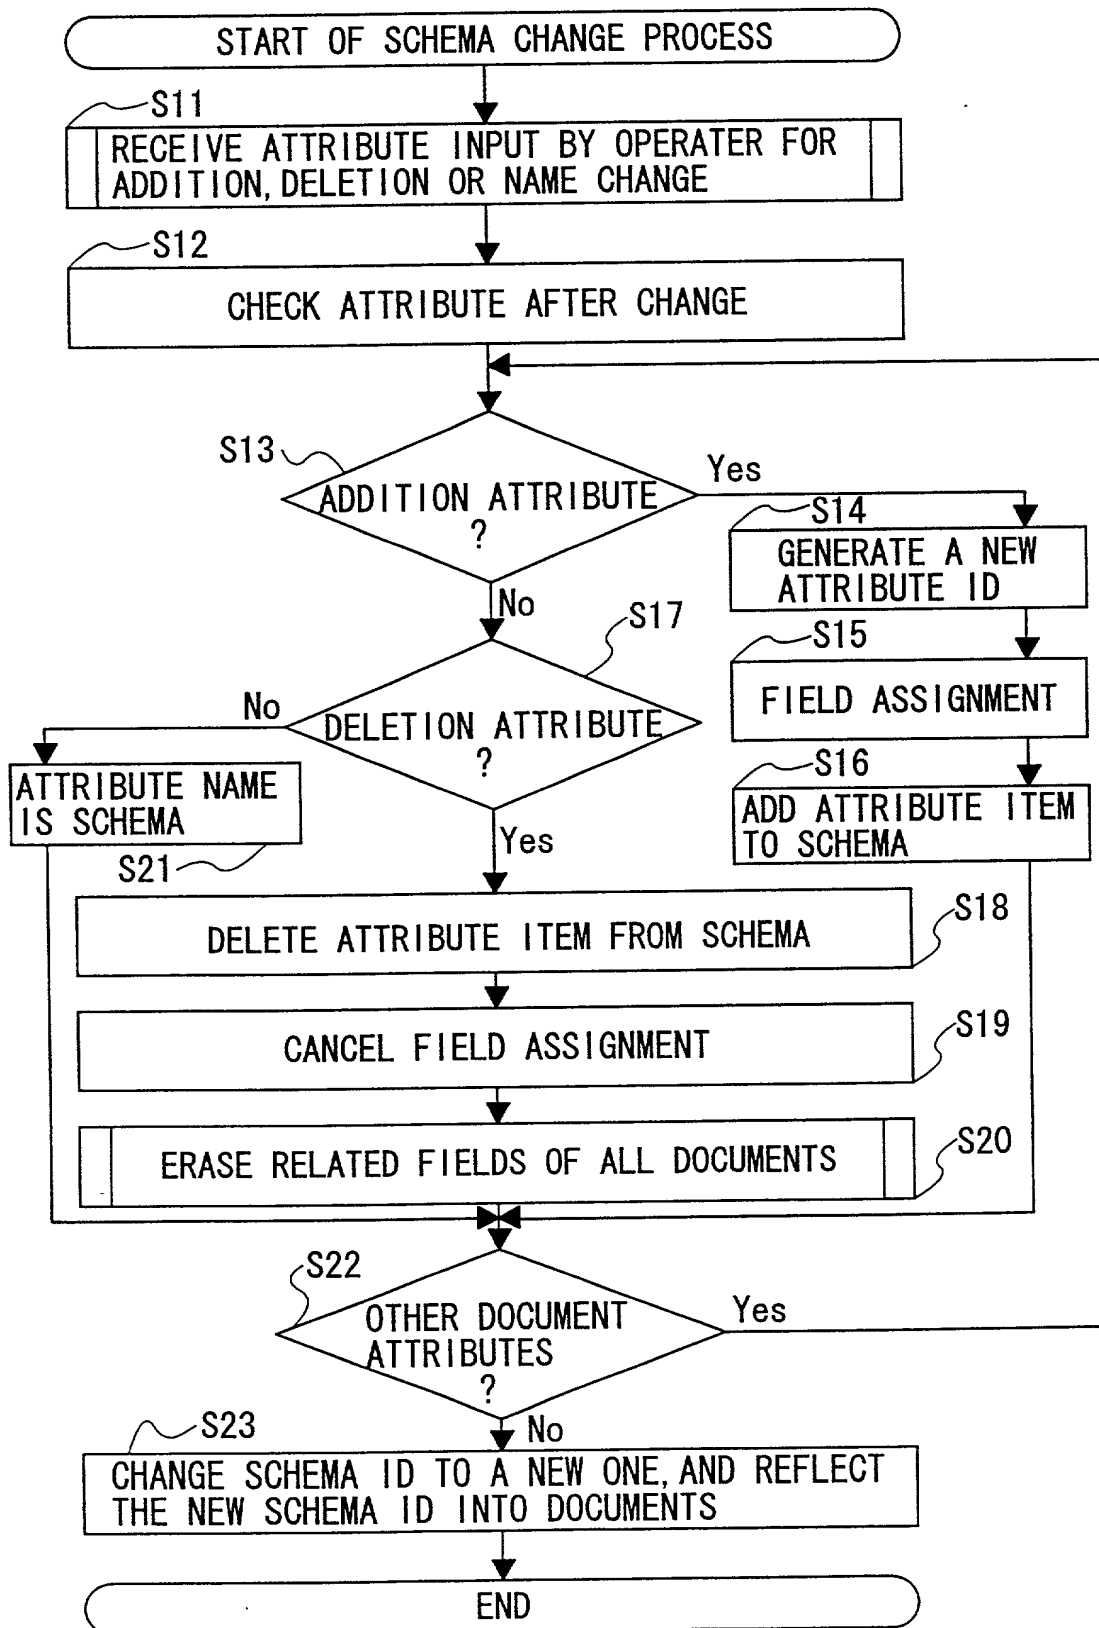 START OF SCHEMA CHANGE PROCESS
S11
RECEIVE ATTRIBUTE INPUT BY OPERATER FOR
ADDITION, DELETION OR NAME CHANGE
S12
CHECK ATTRIBUTE AFTER CHANGE
S13
ADDITION ATTRIBUTE
?
Yes
No
S14
GENERATE A NEW
ATTRIBUTE ID
S15
FIELD ASSIGNMENT
S16
ADD ATTRIBUTE ITEM
TO SCHEMA
S17
DELETION ATTRIBUTE
?
No
Yes
ATTRIBUTE NAME
IS SCHEMA
S21
S18
DELETE ATTRIBUTE ITEM FROM SCHEMA
S19
CANCEL FIELD ASSIGNMENT
S20
ERASE RELATED FIELDS OF ALL DOCUMENTS
S22
OTHER DOCUMENT
ATTRIBUTES
?
Yes
No
S23
CHANGE SCHEMA ID TO A NEW ONE, AND REFLECT
THE NEW SCHEMA ID INTO DOCUMENTS
END